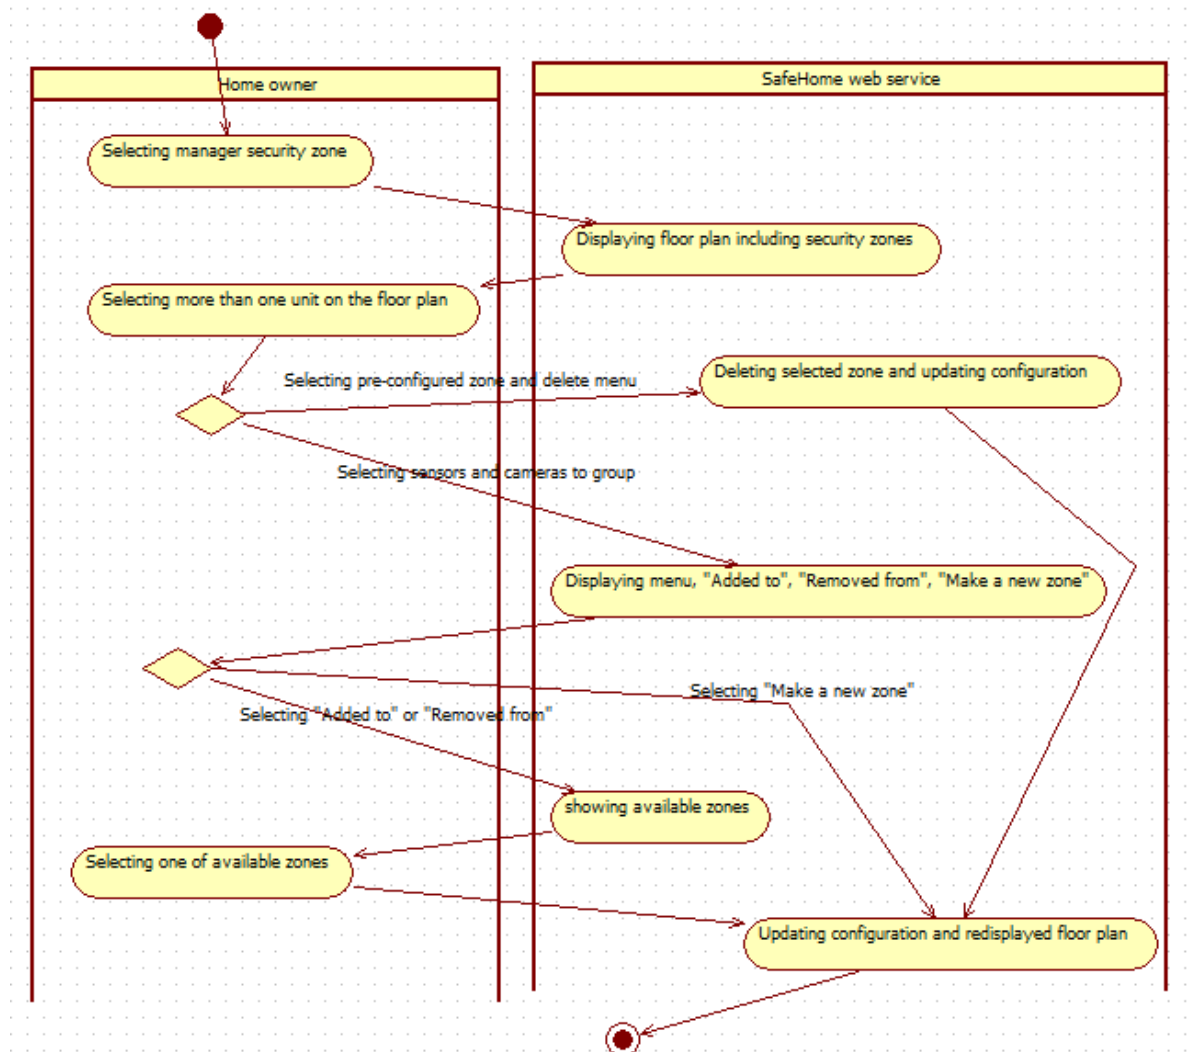 Home owner
SafeHome web service
Selecting manager security zone
Displaying floor plan including security zones
Selecting more than one unit on the floor plan
Selecting pre-configured zone and delete menu
Deleting selected zone and updating configuration
Selecting sensors and cameras to group
Displaying menu, "Added to", "Removed from", "Make a new zone"
Selecting "Make a new zone"
Selecting "Added to" or "Removed from"
showing available zones
Selecting one of available zones
Updating configuration and redisplayed floor plan